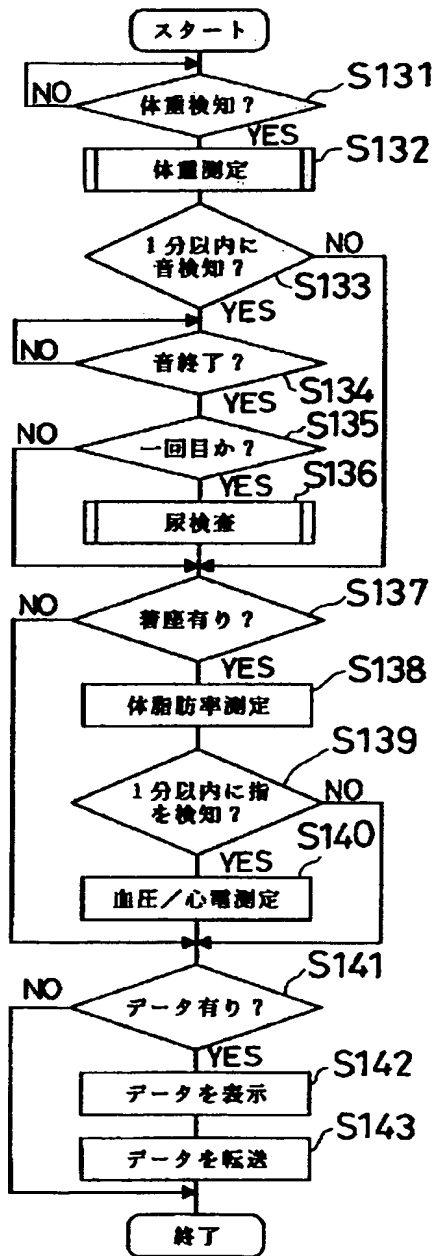 スタート
S131
NO
体重検知？
YES
S132
体重測定
1分以内に
音検知？
NO
S133
YES
NO
音終了？
S134
YES
S135
NO
一回目か？
YES
S136
尿検査
S137
NO
着座有り？
YES
S138
体脂肪率測定
S139
1分以内に指
を検知？
NO
YES
S140
血圧／心電測定
S141
NO
データ有り？
YES
S142
データを表示
S143
データを転送
終了